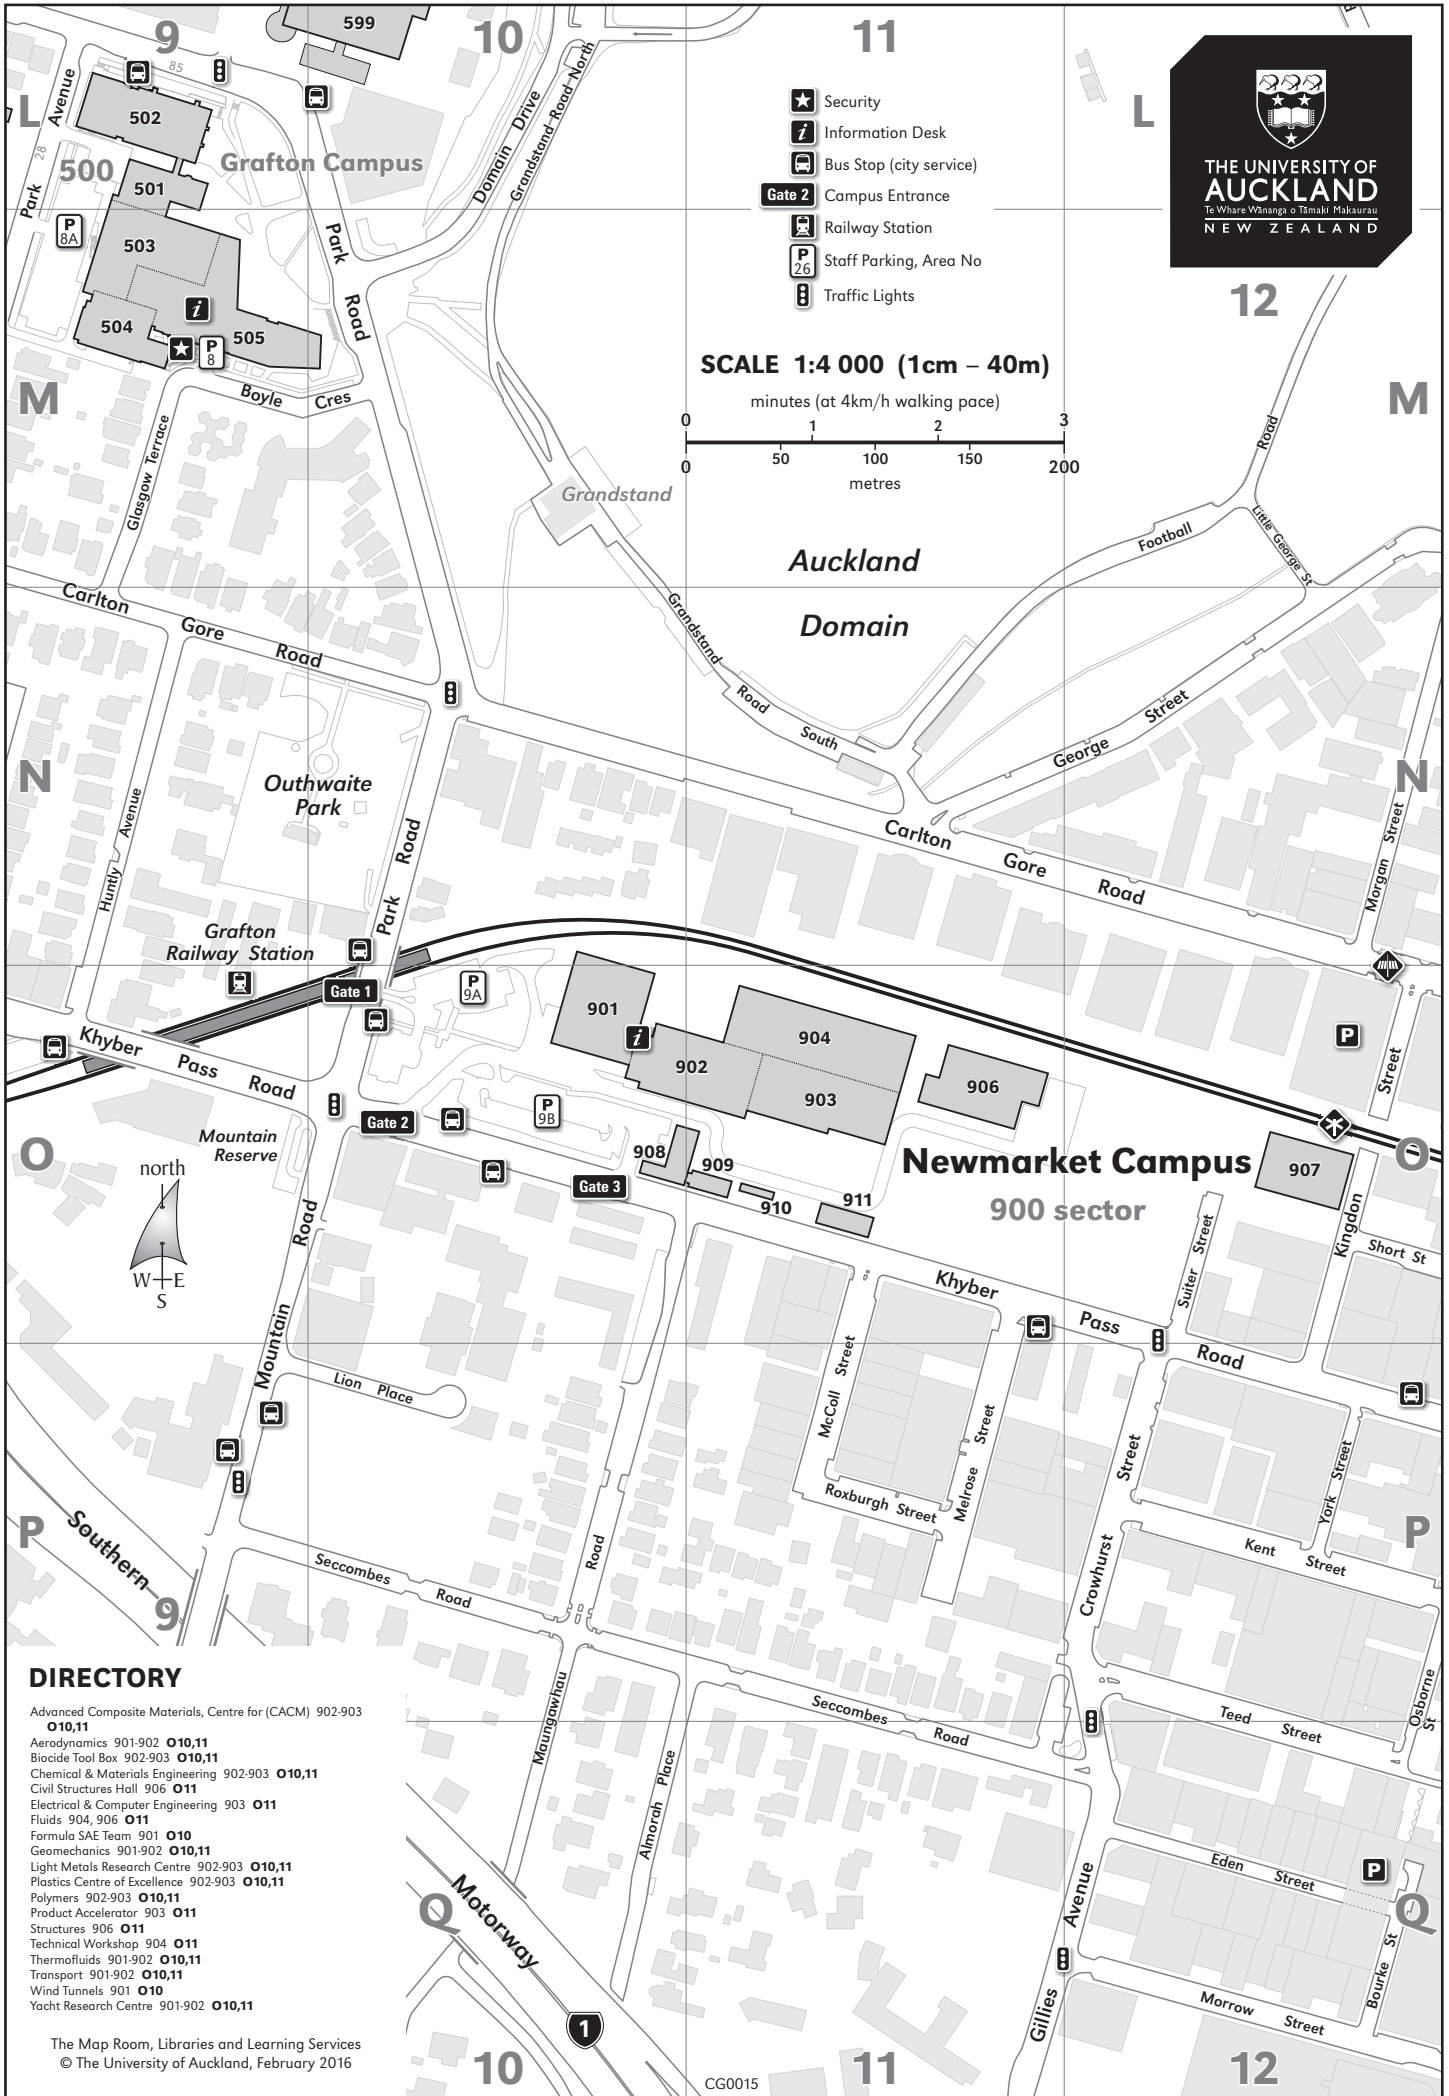 599
9
10
11
85
Avenue
Domain Drive
Grandstand Road North
L
502
28
Grafton Campus
500
501
Park
P
8A
503
Park
Road
504
505
P
8
Security
Information Desk
Bus Stop (city service)
Gate 2 Campus Entrance
Railway Station
P
26
Staff Parking, Area No
Traffic Lights
L
THE UNIVERSITY OF
AUCKLAND
Te Whare Wānanga o Tāmaki Makaurau
NEW ZEALAND
12
SCALE 1:4 000 (1cm – 40m)
minutes (at 4km/h walking pace)
0 1 2 3
0 50 100 150 200
metres
M
Boyle Cres
M
Glasgow Terrace
Road
Grandstand
Football
Little George St
Auckland
Domain
Carlton Gore Road
Grandstand Road South
George Street
N
Outhwaite
Park
N
Huntly Avenue
Park Road
Carlton Gore Road
Morgan Street
Grafton
Railway Station
Gate 1
P
9A
901
904
902
903
906
P
Street
Khyber Pass Road
Gate 2
P
9B
Mountain
Reserve
O
north
W E
S
908
909
910
911
Gate 3
Newmarket Campus
900 sector
907
O
Kingdon
Short St
Suiter Street
Road
Mountain
Khyber Pass Road
Lion Place
McColl Street
Melrose Street
Roxburgh Street
Street
Crowhurst
York Street
Kent Street
P
P
Southern
9
Seccombes Road
Road
Maungawhau
Seccombes Road
Almorah Place
Teed Street
Osborne
St
Eden Street
P
Q
Q
Motorway
1
Avenue
Gillies
Bourke St
Morrow Street
10
11
12
CG0015
DIRECTORY
Advanced Composite Materials, Centre for (CACM) 902-903
O10,11
Aerodynamics 901-902 O10,11
Biocide Tool Box 902-903 O10,11
Chemical & Materials Engineering 902-903 O10,11
Civil Structures Hall 906 O11
Electrical & Computer Engineering 903 O11
Fluids 904, 906 O11
Formula SAE Team 901 O10
Geomechanics 901-902 O10,11
Light Metals Research Centre 902-903 O10,11
Plastics Centre of Excellence 902-903 O10,11
Polymers 902-903 O10,11
Product Accelerator 903 O11
Structures 906 O11
Technical Workshop 904 O11
Thermofluids 901-902 O10,11
Transport 901-902 O10,11
Wind Tunnels 901 O10
Yacht Research Centre 901-902 O10,11
The Map Room, Libraries and Learning Services
© The University of Auckland, February 2016